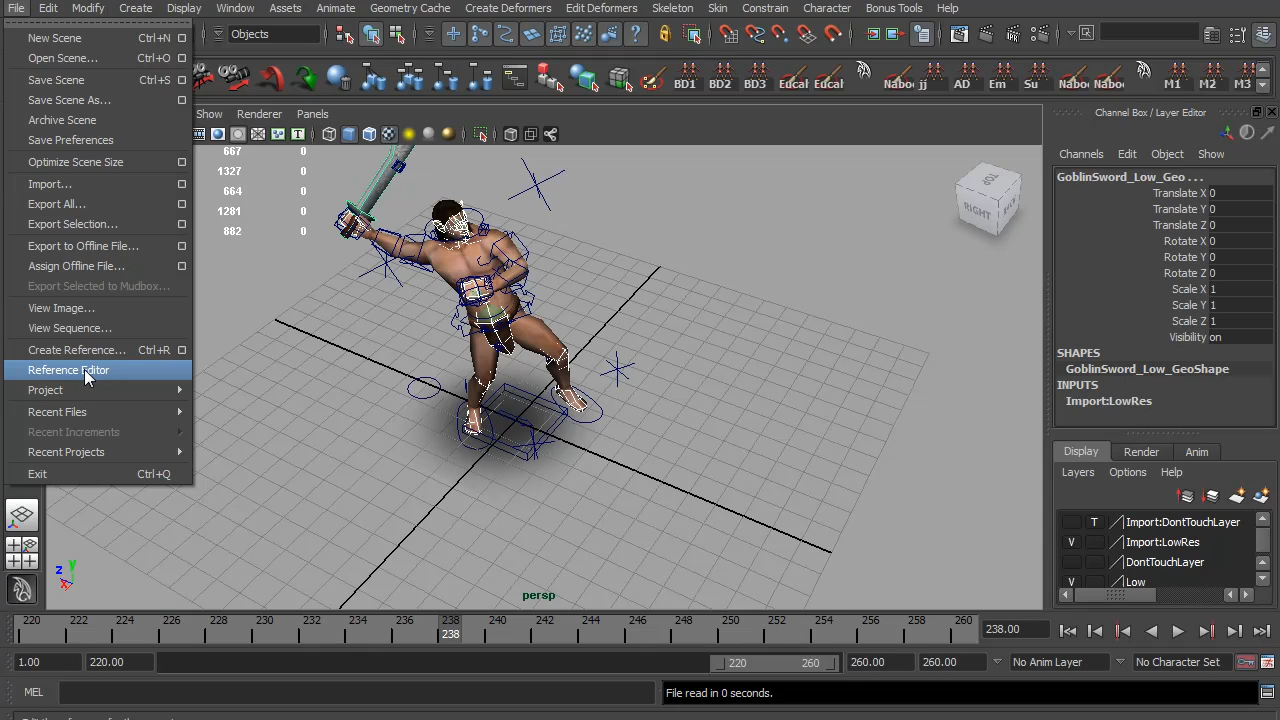 File Edit Modify Create Display Window Assets Animate Geometry Cache Create Deformers Edit Deformers Skeleton Skin Constrain Character Bonus Tools Help
Objects
New Scene Ctrl+N
Open Scene... Ctrl+O
Save Scene Ctrl+S
Save Scene As...
Archive Scene
Save Preferences
Optimize Scene Size
Import...
Export All...
Export Selection...
Export to Offline File...
Assign Offline File...
Export Selected to Mudbox...
View Image...
View Sequence...
Create Reference... Ctrl+R
Reference Editor
Project
Recent Files
Recent Increments
Recent Projects
Exit Ctrl+Q
BD1 BD2 BD3 Eucal Eucal Naboo jj AD Em Su Naboo Naboo M1 M2 M3
Show Renderer Panels
667 0
1327 0
664 0
1281 0
882 0
TOP
RIGHT
persp
z y x
Channel Box / Layer Editor
Channels Edit Object Show
GoblinSword_Low_Geo . . .
Translate X 0
Translate Y 0
Translate Z 0
Rotate X 0
Rotate Y 0
Rotate Z 0
Scale X 1
Scale Y 1
Scale Z 1
Visibility on
SHAPES
GoblinSword_Low_GeoShape
INPUTS
Import:LowRes
Display Render Anim
Layers Options Help
T Import:DontTouchLayer
V Import:LowRes
DontTouchLayer
V Low
220 222 224 226 228 230 232 234 236 238 240 242 244 246 248 250 252 254 256 258 260
238
238.00
1.00 220.00 220 260 260.00 260.00 No Anim Layer No Character Set
MEL
File read in 0 seconds.